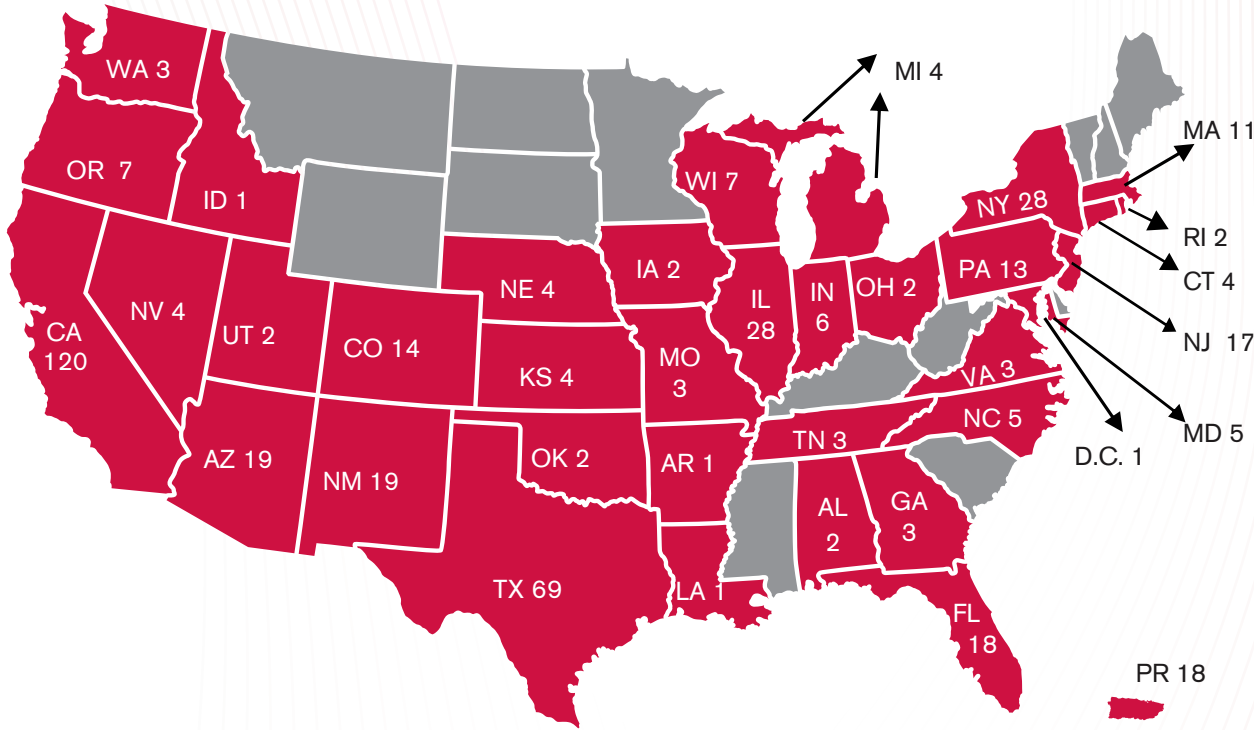 WA 3
MI 4
MA 11
OR 7
ID 1
WI 7
NY 28
RI 2
IA 2
PA 13
CT 4
NE 4
OH 2
NV 4
IL
28
IN
6
CA
120
UT 2
CO 14
NJ 17
MO
3
KS 4
VA 3
NC 5
MD 5
TN 3
D.C. 1
AZ 19
OK 2
AR 1
NM 19
AL
2
GA
3
TX 69
LA 1
FL
18
PR 18